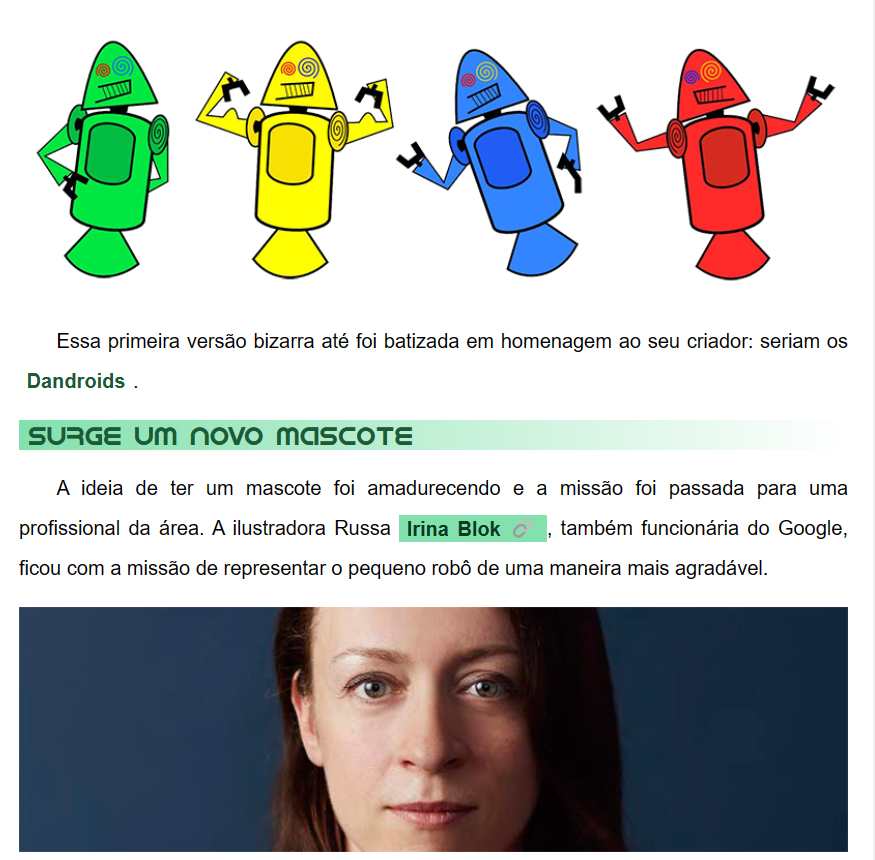 Essa primeira versão bizarra até foi batizada em homenagem ao seu criador: seriam os
Dandroids .
SURGE UM NOVO MASCOTE
A ideia de ter um mascote foi amadurecendo e a missão foi passada para uma
profissional da área. A ilustradora Russa Irina Blok , também funcionária do Google,
ficou com a missão de representar o pequeno robô de uma maneira mais agradável.